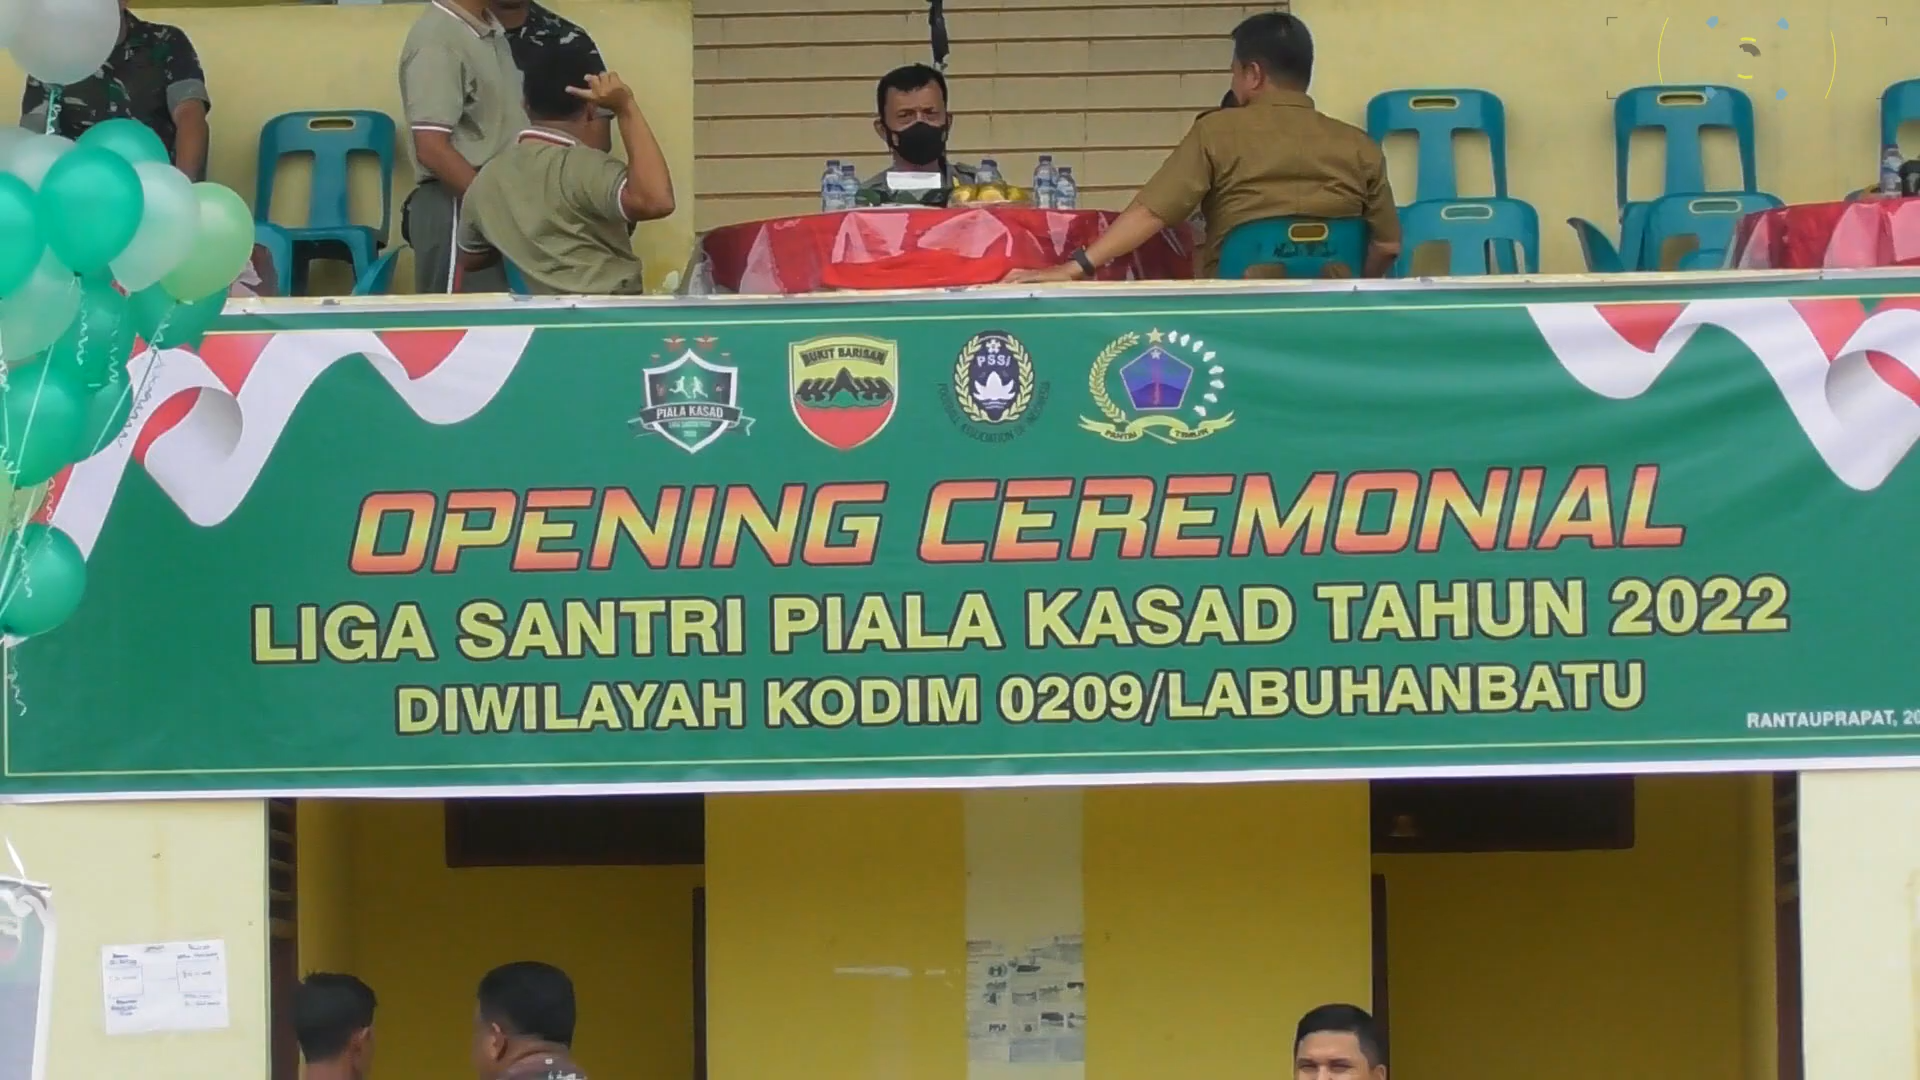 PIALA KASAD
BUKIT BARISAN
PSSI
OPENING CEREMONIAL
LIGA SANTRI PIALA KASAD TAHUN 2022
DIWILAYAH KODIM 0209/LABUHANBATU
RANTAUPRAPAT, 20